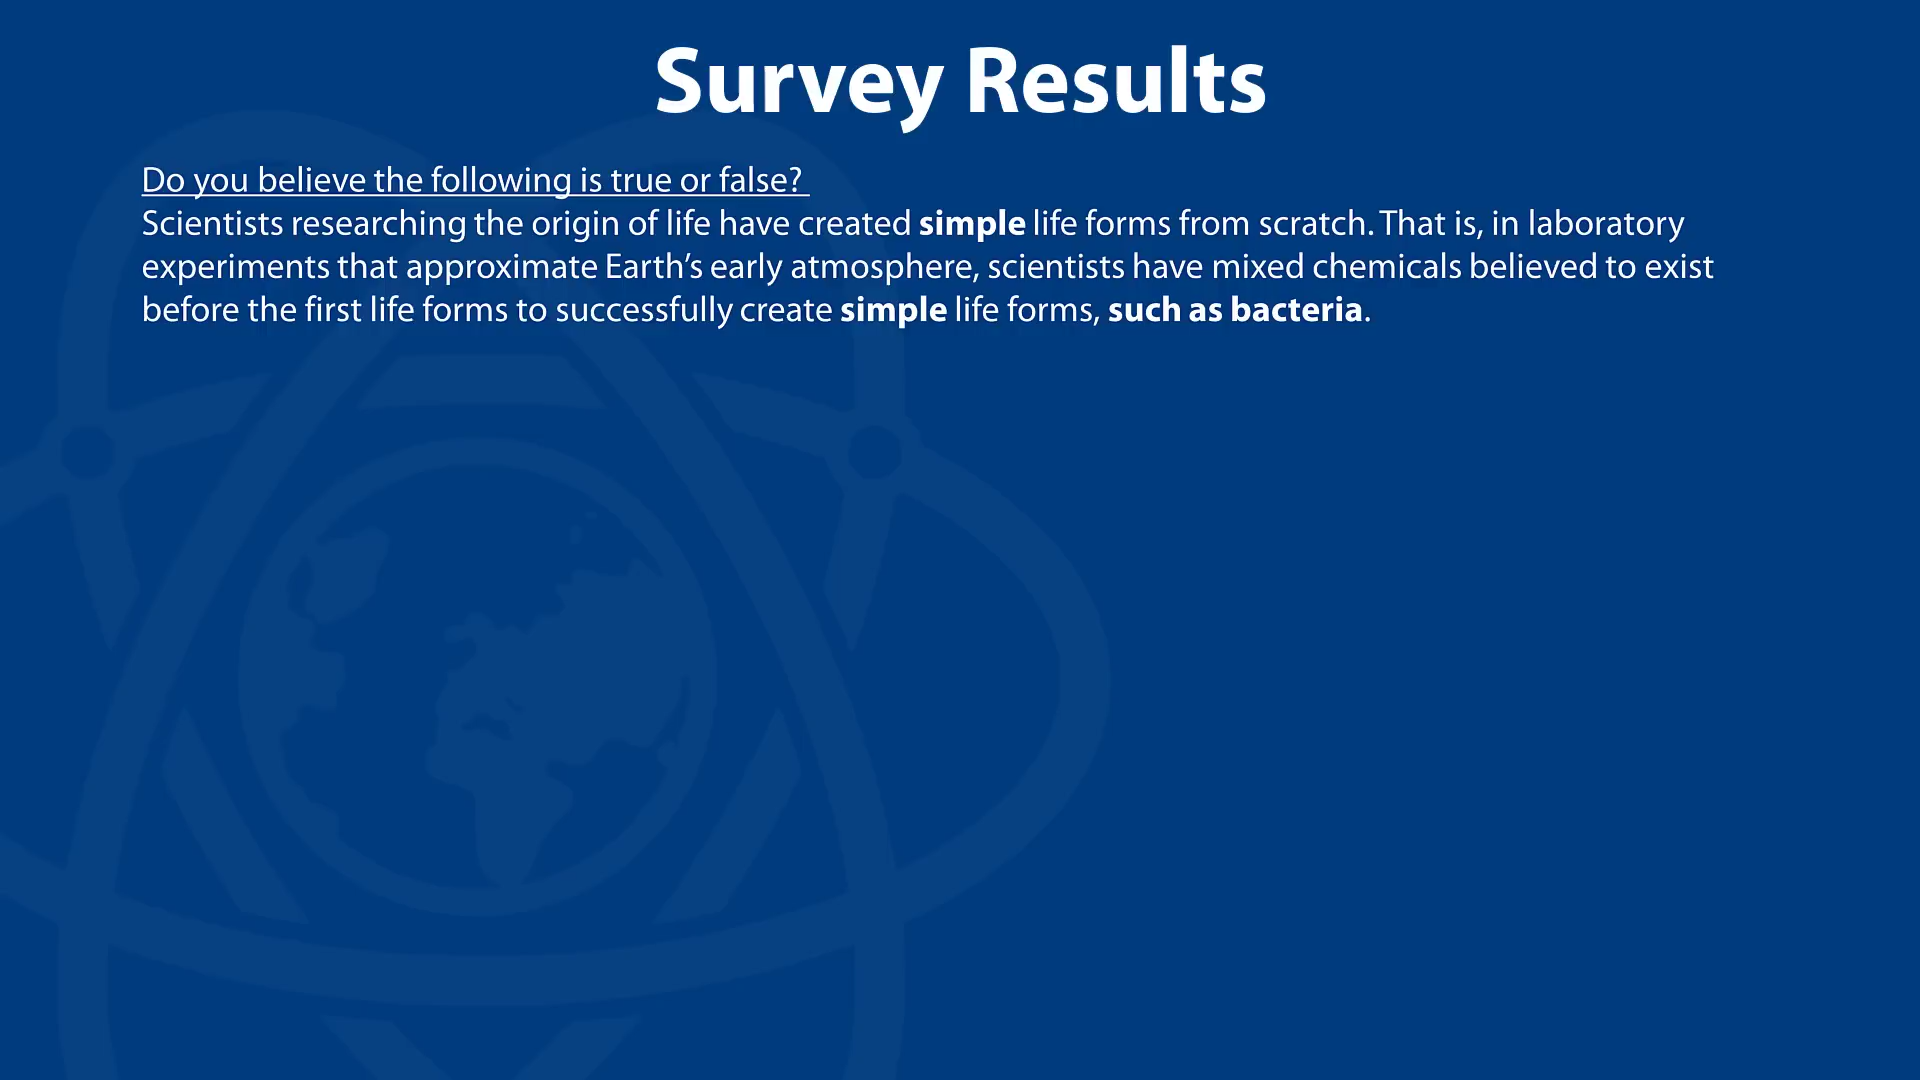 Survey Results
Do you believe the following is true or false?
Scientists researching the origin of life have created simple life forms from scratch. That is, in laboratory
experiments that approximate Earth’s early atmosphere, scientists have mixed chemicals believed to exist
before the first life forms to successfully create simple life forms, such as bacteria.